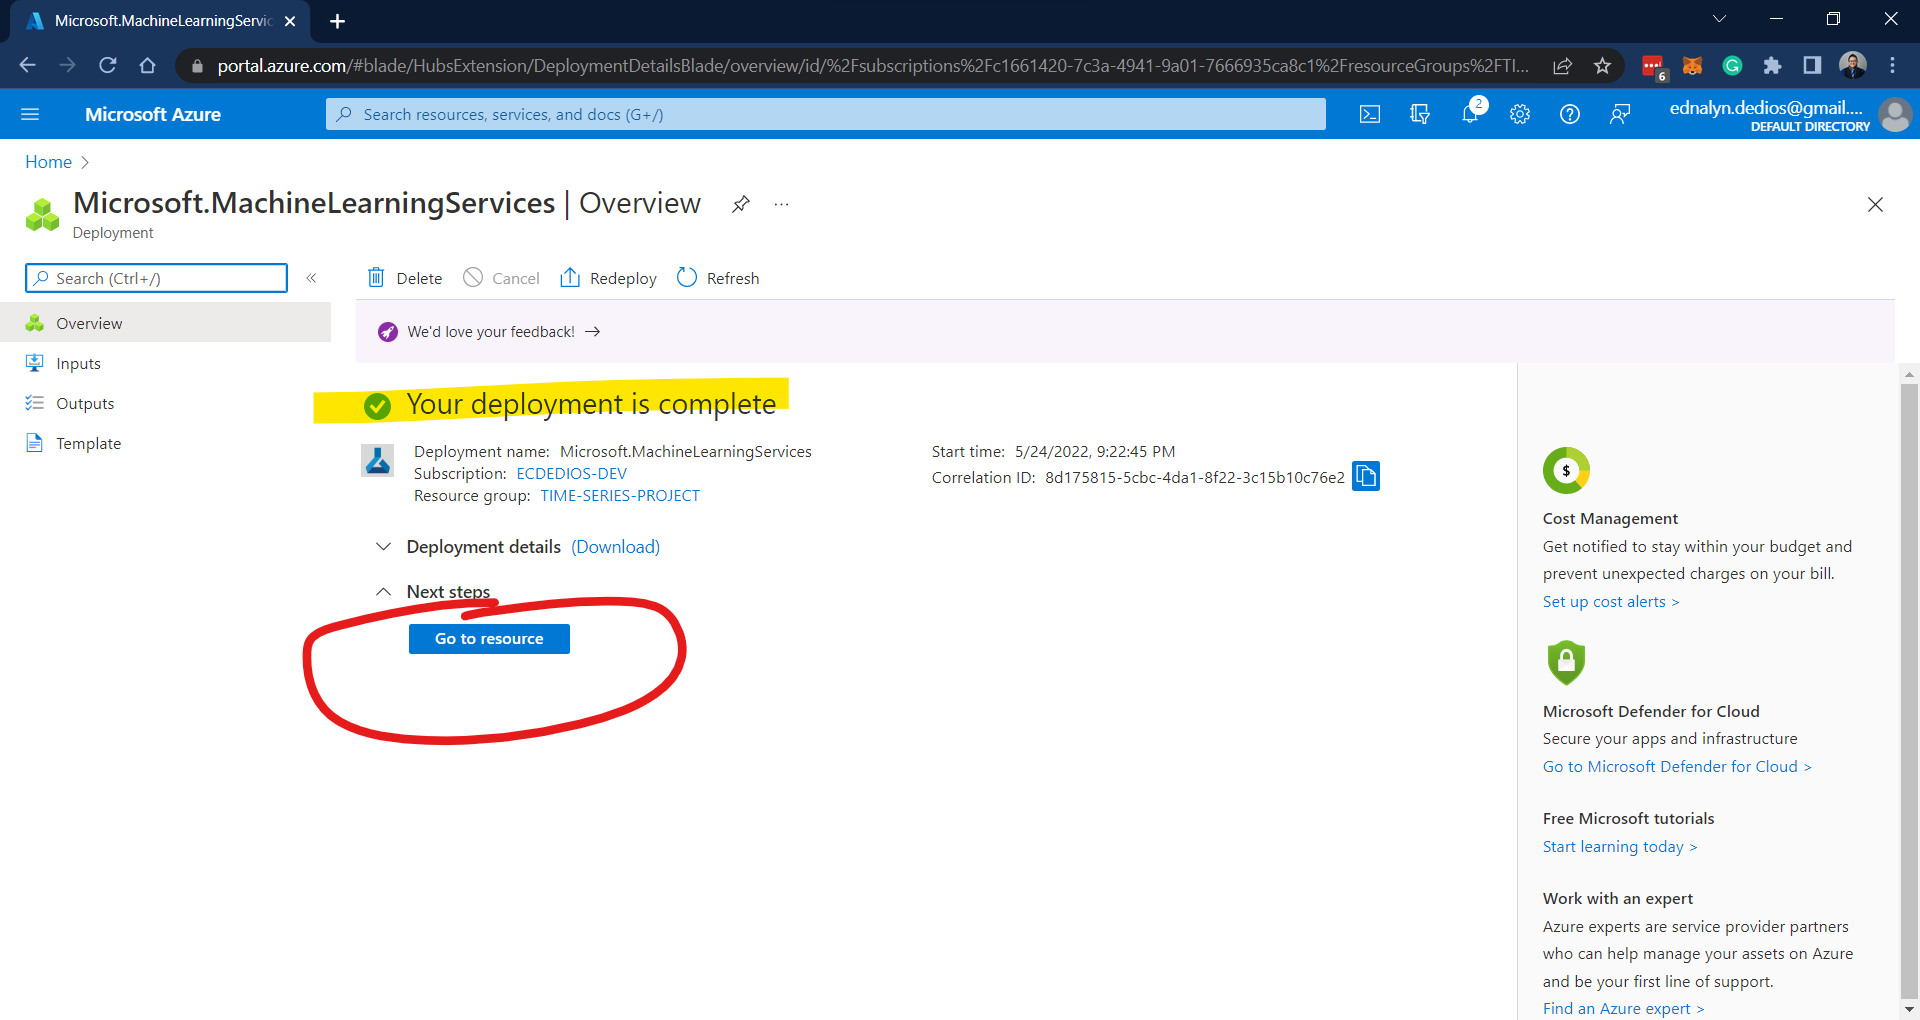 Microsoft.MachineLearningServic
portal.azure.com/#blade/HubsExtension/DeploymentDetailsBlade/overview/id/%2Fsubscriptions%2Fc1661420-7c3a-4941-9a01-7666935ca8c1%2FresourceGroups%2FTI...
6
Microsoft Azure
Search resources, services, and docs (G+/)
2
ednalyn.dedios@gmail....
DEFAULT DIRECTORY
Home
Microsoft.MachineLearningServices | Overview
...
Deployment
Search (Ctrl+/)
«
Delete
Cancel
Redeploy
Refresh
Overview
Inputs
Outputs
Template
We'd love your feedback! →
Your deployment is complete
Deployment name: Microsoft.MachineLearningServices
Subscription: ECDEDIOS-DEV
Resource group: TIME-SERIES-PROJECT
Start time: 5/24/2022, 9:22:45 PM
Correlation ID: 8d175815-5cbc-4da1-8f22-3c15b10c76e2
Deployment details (Download)
Next steps
Go to resource
$
Cost Management
Get notified to stay within your budget and
prevent unexpected charges on your bill.
Set up cost alerts >
Microsoft Defender for Cloud
Secure your apps and infrastructure
Go to Microsoft Defender for Cloud >
Free Microsoft tutorials
Start learning today >
Work with an expert
Azure experts are service provider partners
who can help manage your assets on Azure
and be your first line of support.
Find an Azure expert >